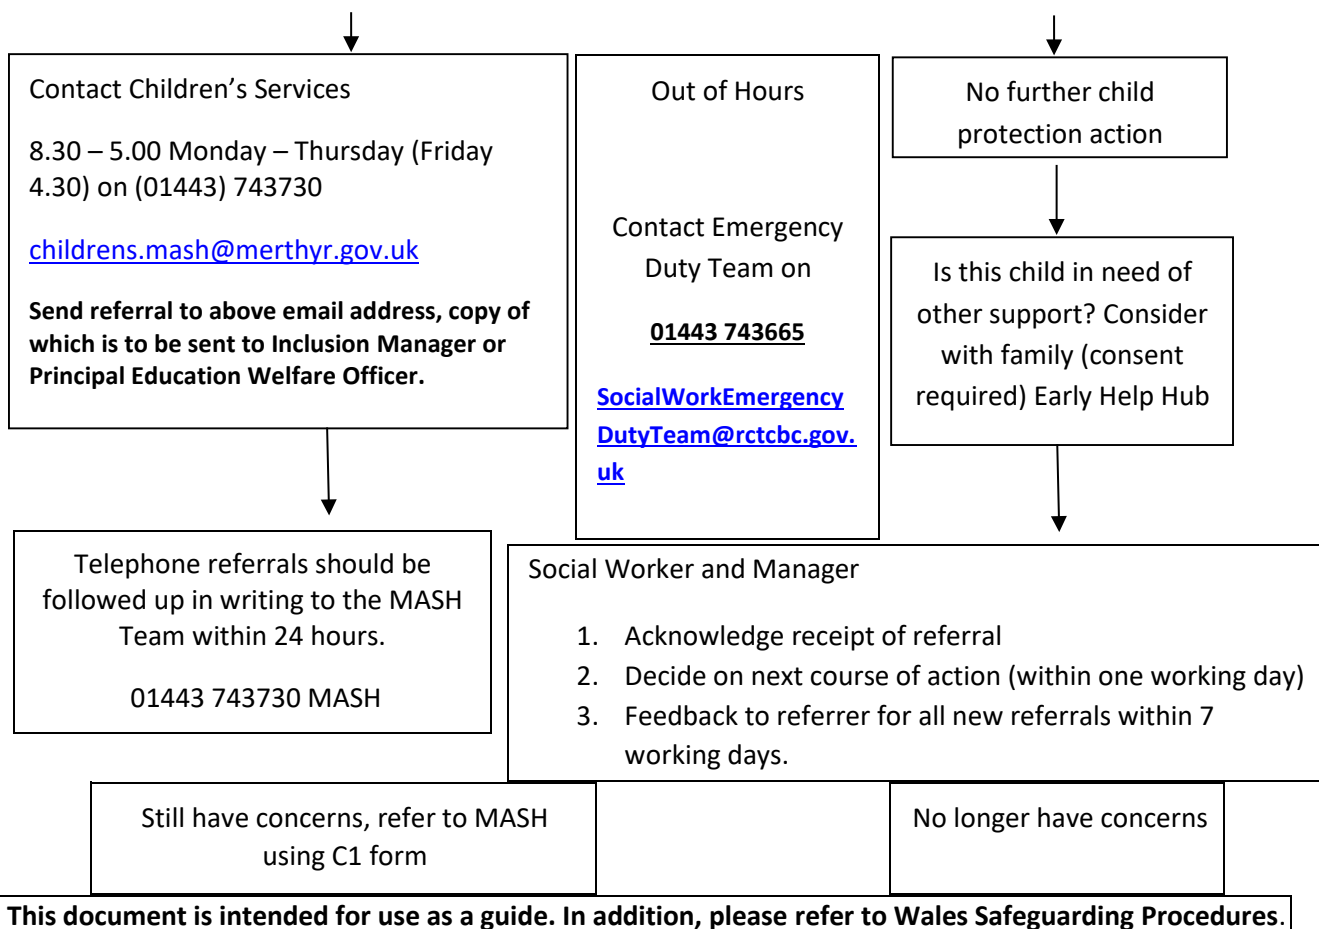 Contact Children’s Services
8.30 – 5.00 Monday – Thursday (Friday
4.30) on (01443) 743730
childrens.mash@merthyr.gov.uk
Send referral to above email address, copy of
which is to be sent to Inclusion Manager or
Principal Education Welfare Officer.
Out of Hours
Contact Emergency
Duty Team on
01443 743665
SocialWorkEmergency
DutyTeam@rctcbc.gov.
uk
No further child
protection action
Is this child in need of
other support? Consider
with family (consent
required) Early Help Hub
Telephone referrals should be
followed up in writing to the MASH
Team within 24 hours.
01443 743730 MASH
Social Worker and Manager
1. Acknowledge receipt of referral
2. Decide on next course of action (within one working day)
3. Feedback to referrer for all new referrals within 7
working days.
Still have concerns, refer to MASH
using C1 form
No longer have concerns
This document is intended for use as a guide. In addition, please refer to Wales Safeguarding Procedures.